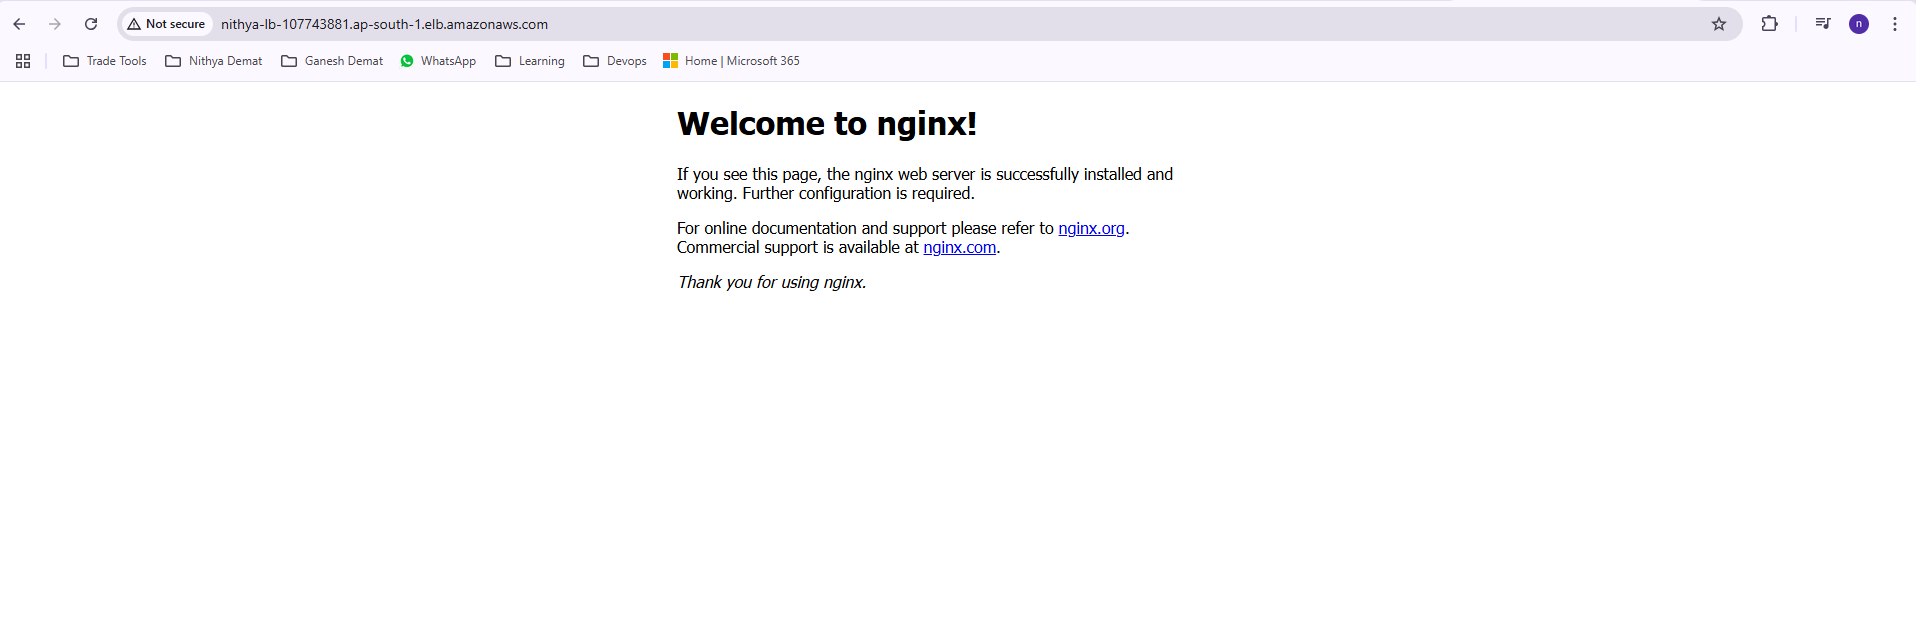 Not secure nithya-lb-107743881.ap-south-1.elb.amazonaws.com n
Trade Tools Nithya Demat Ganesh Demat WhatsApp Learning Devops Home | Microsoft 365
Welcome to nginx!
If you see this page, the nginx web server is successfully installed and
working. Further configuration is required.
For online documentation and support please refer to nginx.org.
Commercial support is available at nginx.com.
Thank you for using nginx.